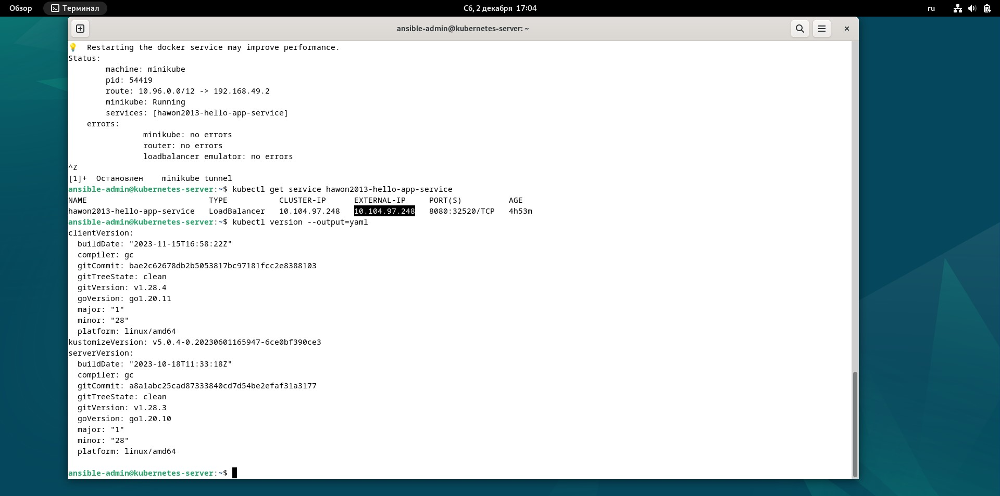 Обзор
Терминал
Сб, 2 декабря 17:04
ru
ansible-admin@kubernetes-server: ~
💡  Restarting the docker service may improve performance.
Status:
        machine: minikube
        pid: 54419
        route: 10.96.0.0/12 -> 192.168.49.2
        minikube: Running
        services: [hawon2013-hello-app-service]
    errors:
                minikube: no errors
                router: no errors
                loadbalancer emulator: no errors
^Z
[1]+  Остановлен    minikube tunnel
ansible-admin@kubernetes-server:~$ kubectl get service hawon2013-hello-app-service
NAME                          TYPE           CLUSTER-IP      EXTERNAL-IP     PORT(S)          AGE
hawon2013-hello-app-service   LoadBalancer   10.104.97.248   10.104.97.248   8080:32520/TCP   4h53m
ansible-admin@kubernetes-server:~$ kubectl version --output=yaml
clientVersion:
  buildDate: "2023-11-15T16:58:22Z"
  compiler: gc
  gitCommit: bae2c62678db2b5053817bc97181fcc2e8388103
  gitTreeState: clean
  gitVersion: v1.28.4
  goVersion: go1.20.11
  major: "1"
  minor: "28"
  platform: linux/amd64
kustomizeVersion: v5.0.4-0.20230601165947-6ce0bf390ce3
serverVersion:
  buildDate: "2023-10-18T11:33:18Z"
  compiler: gc
  gitCommit: a8a1abc25cad87333840cd7d54be2efaf31a3177
  gitTreeState: clean
  gitVersion: v1.28.3
  goVersion: go1.20.10
  major: "1"
  minor: "28"
  platform: linux/amd64
ansible-admin@kubernetes-server:~$